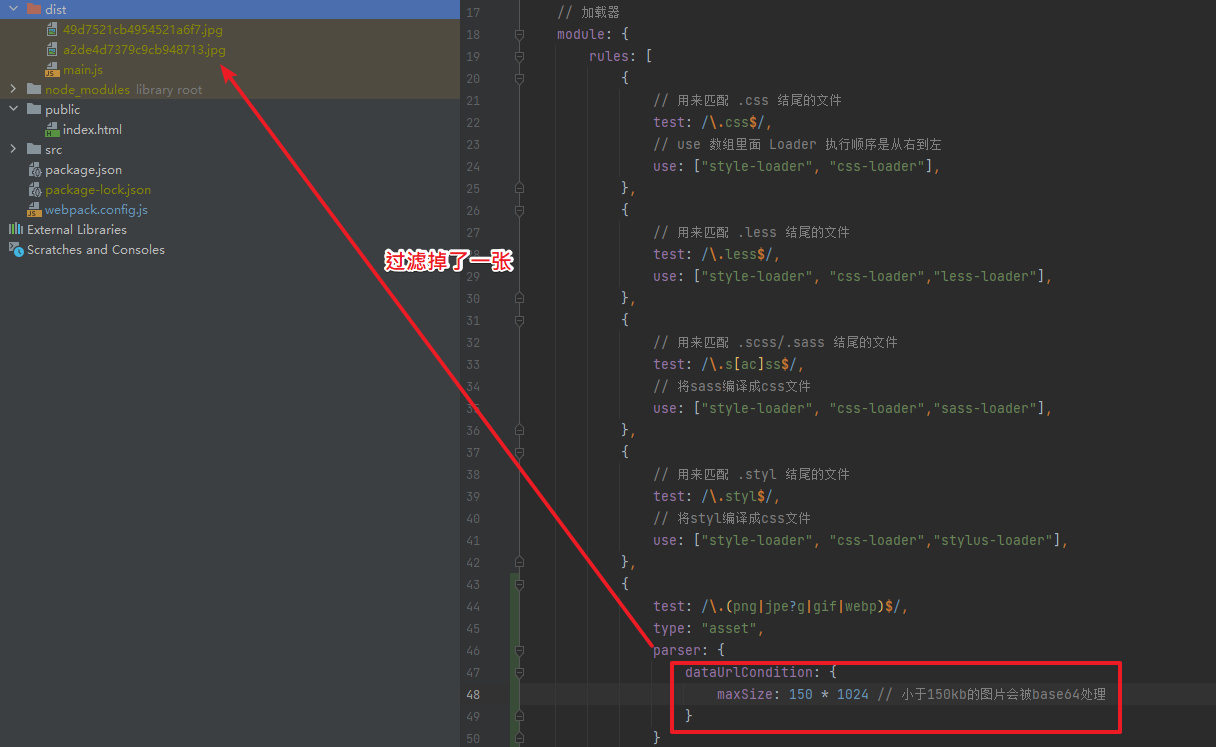 dist
49d7521cb4954521a6f7.jpg
a2de4d7379c9cb948713.jpg
main.js
node_modules library root
public
index.html
src
package.json
package-lock.json
webpack.config.js
External Libraries
Scratches and Consoles
过滤掉了一张
17 // 加载器
18 module: {
19 rules: [
20 {
21 // 用来匹配 .css 结尾的文件
22 test: /\.css$/,
23 // use 数组里面 Loader 执行顺序是从右到左
24 use: ["style-loader", "css-loader"],
25 },
26 {
27 // 用来匹配 .less 结尾的文件
28 test: /\.less$/,
29 use: ["style-loader", "css-loader","less-loader"],
30 },
31 {
32 // 用来匹配 .scss/.sass 结尾的文件
33 test: /\.s[ac]ss$/,
34 // 将sass编译成css文件
35 use: ["style-loader", "css-loader","sass-loader"],
36 },
37 {
38 // 用来匹配 .styl 结尾的文件
39 test: /\.styl$/,
40 // 将styl编译成css文件
41 use: ["style-loader", "css-loader","stylus-loader"],
42 },
43 {
44 test: /\.(png|jpe?g|gif|webp)$/,
45 type: "asset",
46 parser: {
47 dataUrlCondition: {
48 maxSize: 150 * 1024 // 小于150kb的图片会被base64处理
49 }
50 }